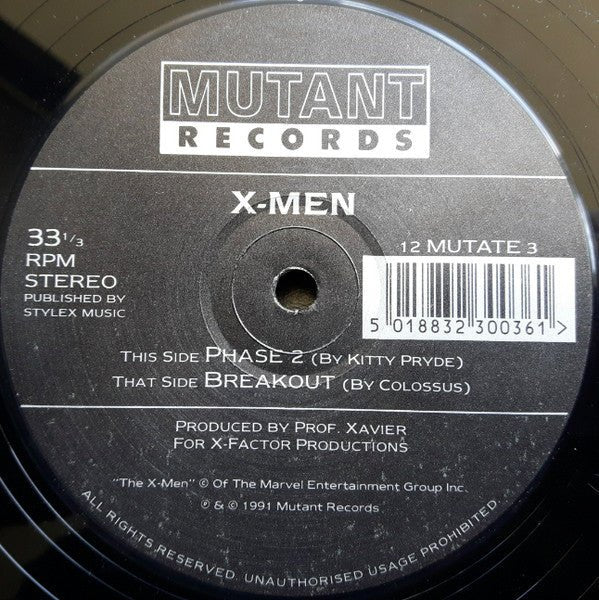 MUTANT
RECORDS
X-MEN
33 1/3
RPM
STEREO
PUBLISHED BY
STYLEX MUSIC
12 MUTATE 3
5 018832 300361 >
THIS SIDE PHASE 2 (BY KITTY PRYDE)
THAT SIDE BREAKOUT (BY COLOSSUS)
PRODUCED BY PROF. XAVIER
FOR X-FACTOR PRODUCTIONS
"The X-Men" © Of The Marvel Entertainment Group Inc.
℗ & © 1991 Mutant Records
ALL RIGHTS RESERVED. UNAUTHORISED USAGE PROHIBITED.